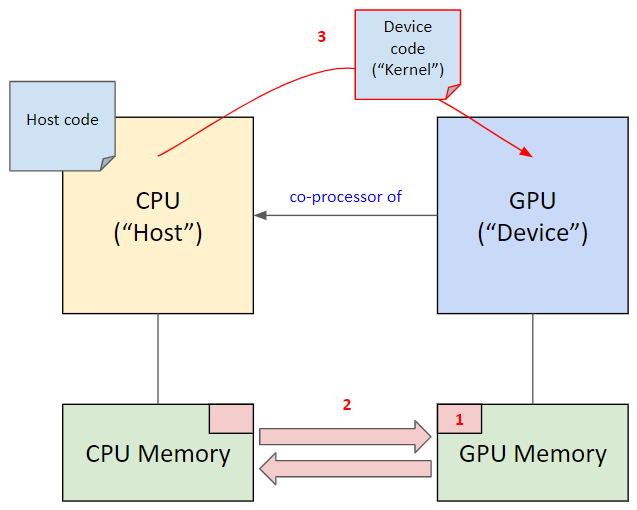 3
Device
code
(“Kernel”)
Host code
CPU
(“Host”)
co-processor of
GPU
(“Device”)
2
1
CPU Memory
GPU Memory